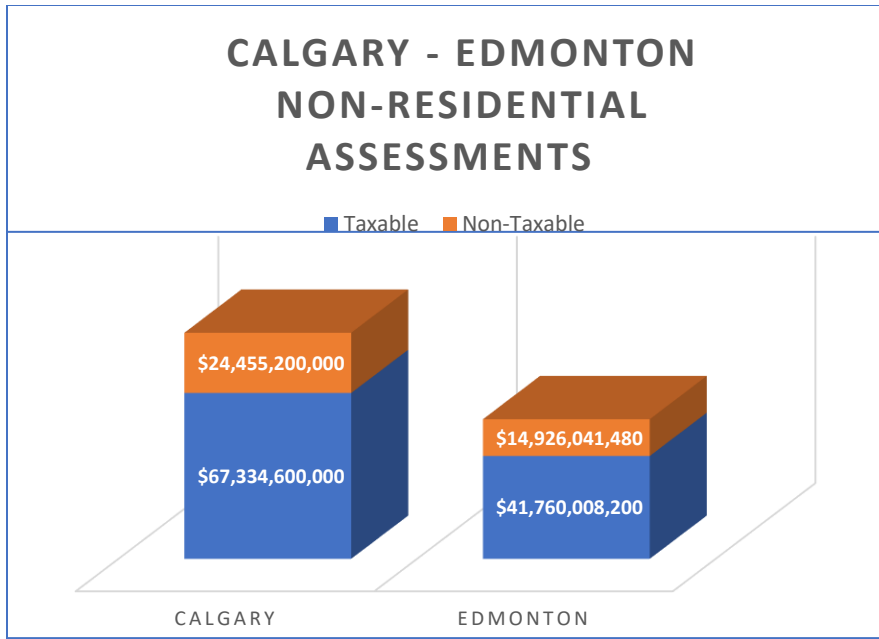 CALGARY - EDMONTON
NON-RESIDENTIAL
ASSESSMENTS
Taxable Non-Taxable
$24,455,200,000
$67,334,600,000
$14,926,041,480
$41,760,008,200
CALGARY EDMONTON